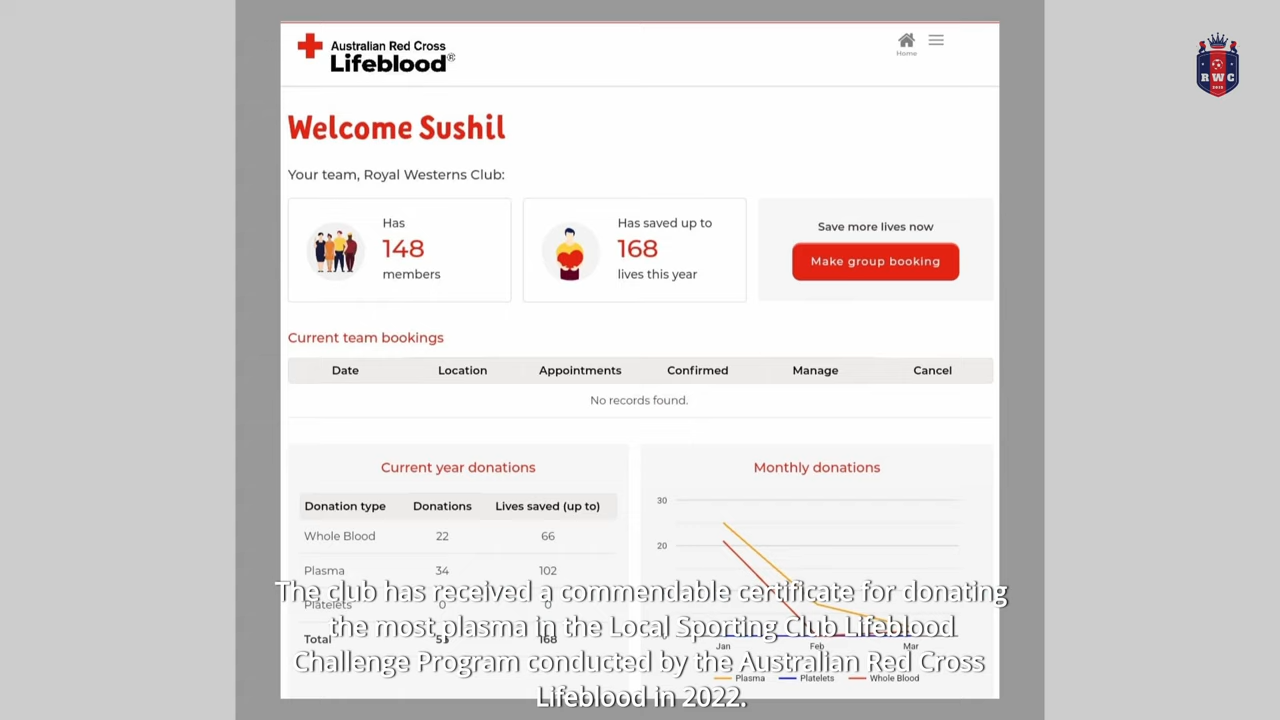 Australian Red Cross
Lifeblood®
Home
RWC
Welcome Sushil
Your team, Royal Westerns Club:
Has
148
members
Has saved up to
168
lives this year
Save more lives now
Make group booking
Current team bookings
Date Location Appointments Confirmed Manage Cancel
No records found.
Current year donations
Donation type Donations Lives saved (up to)
Whole Blood 22 66
Plasma 34 102
Platelets 0 0
Total 168
Monthly donations
30
20
Jan Feb Mar
Plasma Platelets Whole Blood
The club has received a commendable certificate for donating
the most plasma in the Local Sporting Club Lifeblood
Challenge Program conducted by the Australian Red Cross
Lifeblood in 2022.